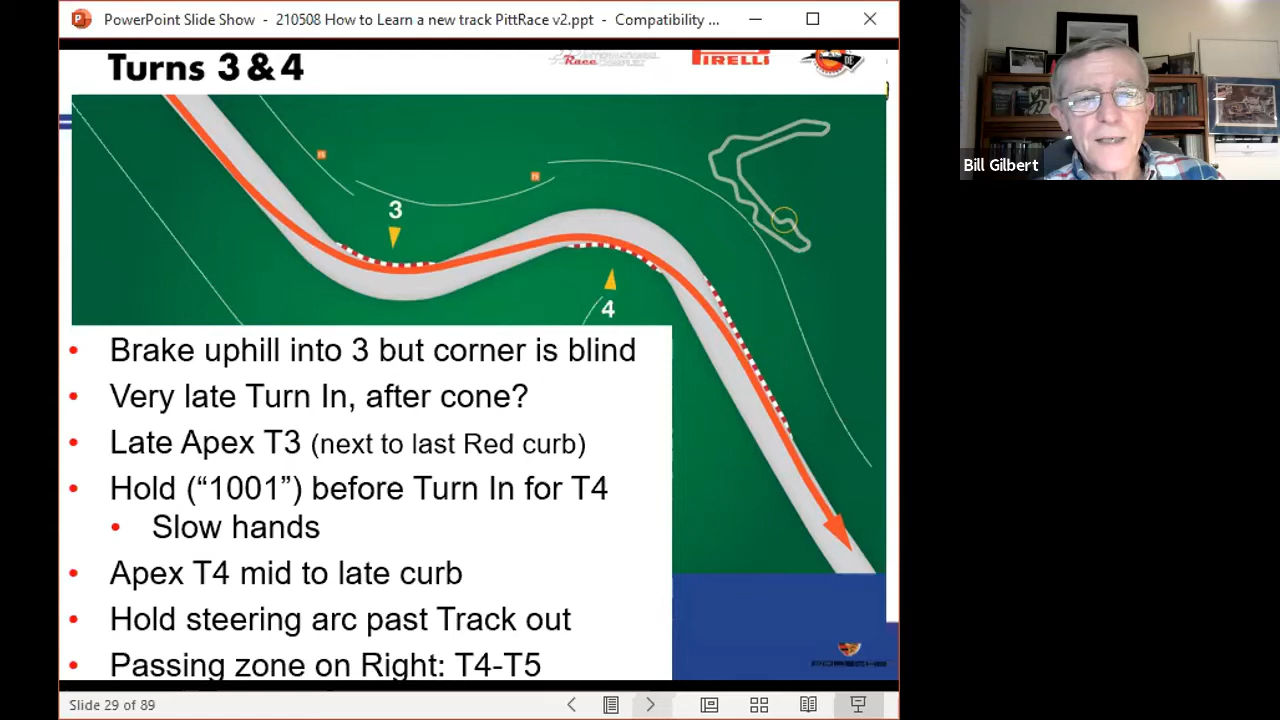 PowerPoint Slide Show - 210508 How to Learn a new track PittRace v2.ppt - Compatibility ...
Turns 3 & 4
Race
PIRELLI
DE
3
4
• Brake uphill into 3 but corner is blind
• Very late Turn In, after cone?
• Late Apex T3 (next to last Red curb)
• Hold (“1001”) before Turn In for T4
• Slow hands
• Apex T4 mid to late curb
• Hold steering arc past Track out
• Passing zone on Right: T4-T5
Slide 29 of 89
Bill Gilbert